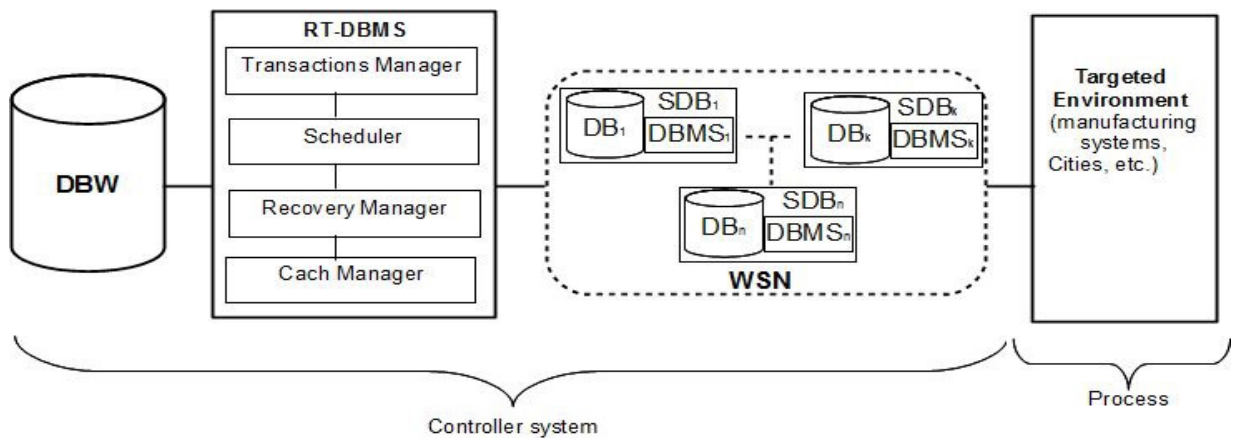 DBW
RT-DBMS
Transactions Manager
Scheduler
Recovery Manager
Cach Manager
SDB₁
DB₁
DBMS₁
SDBₖ
DBₖ
DBMSₖ
SDBₙ
DBₙ
DBMSₙ
WSN
Targeted
Environment
(manufacturing
systems,
Cities, etc.)
Controller system
Process